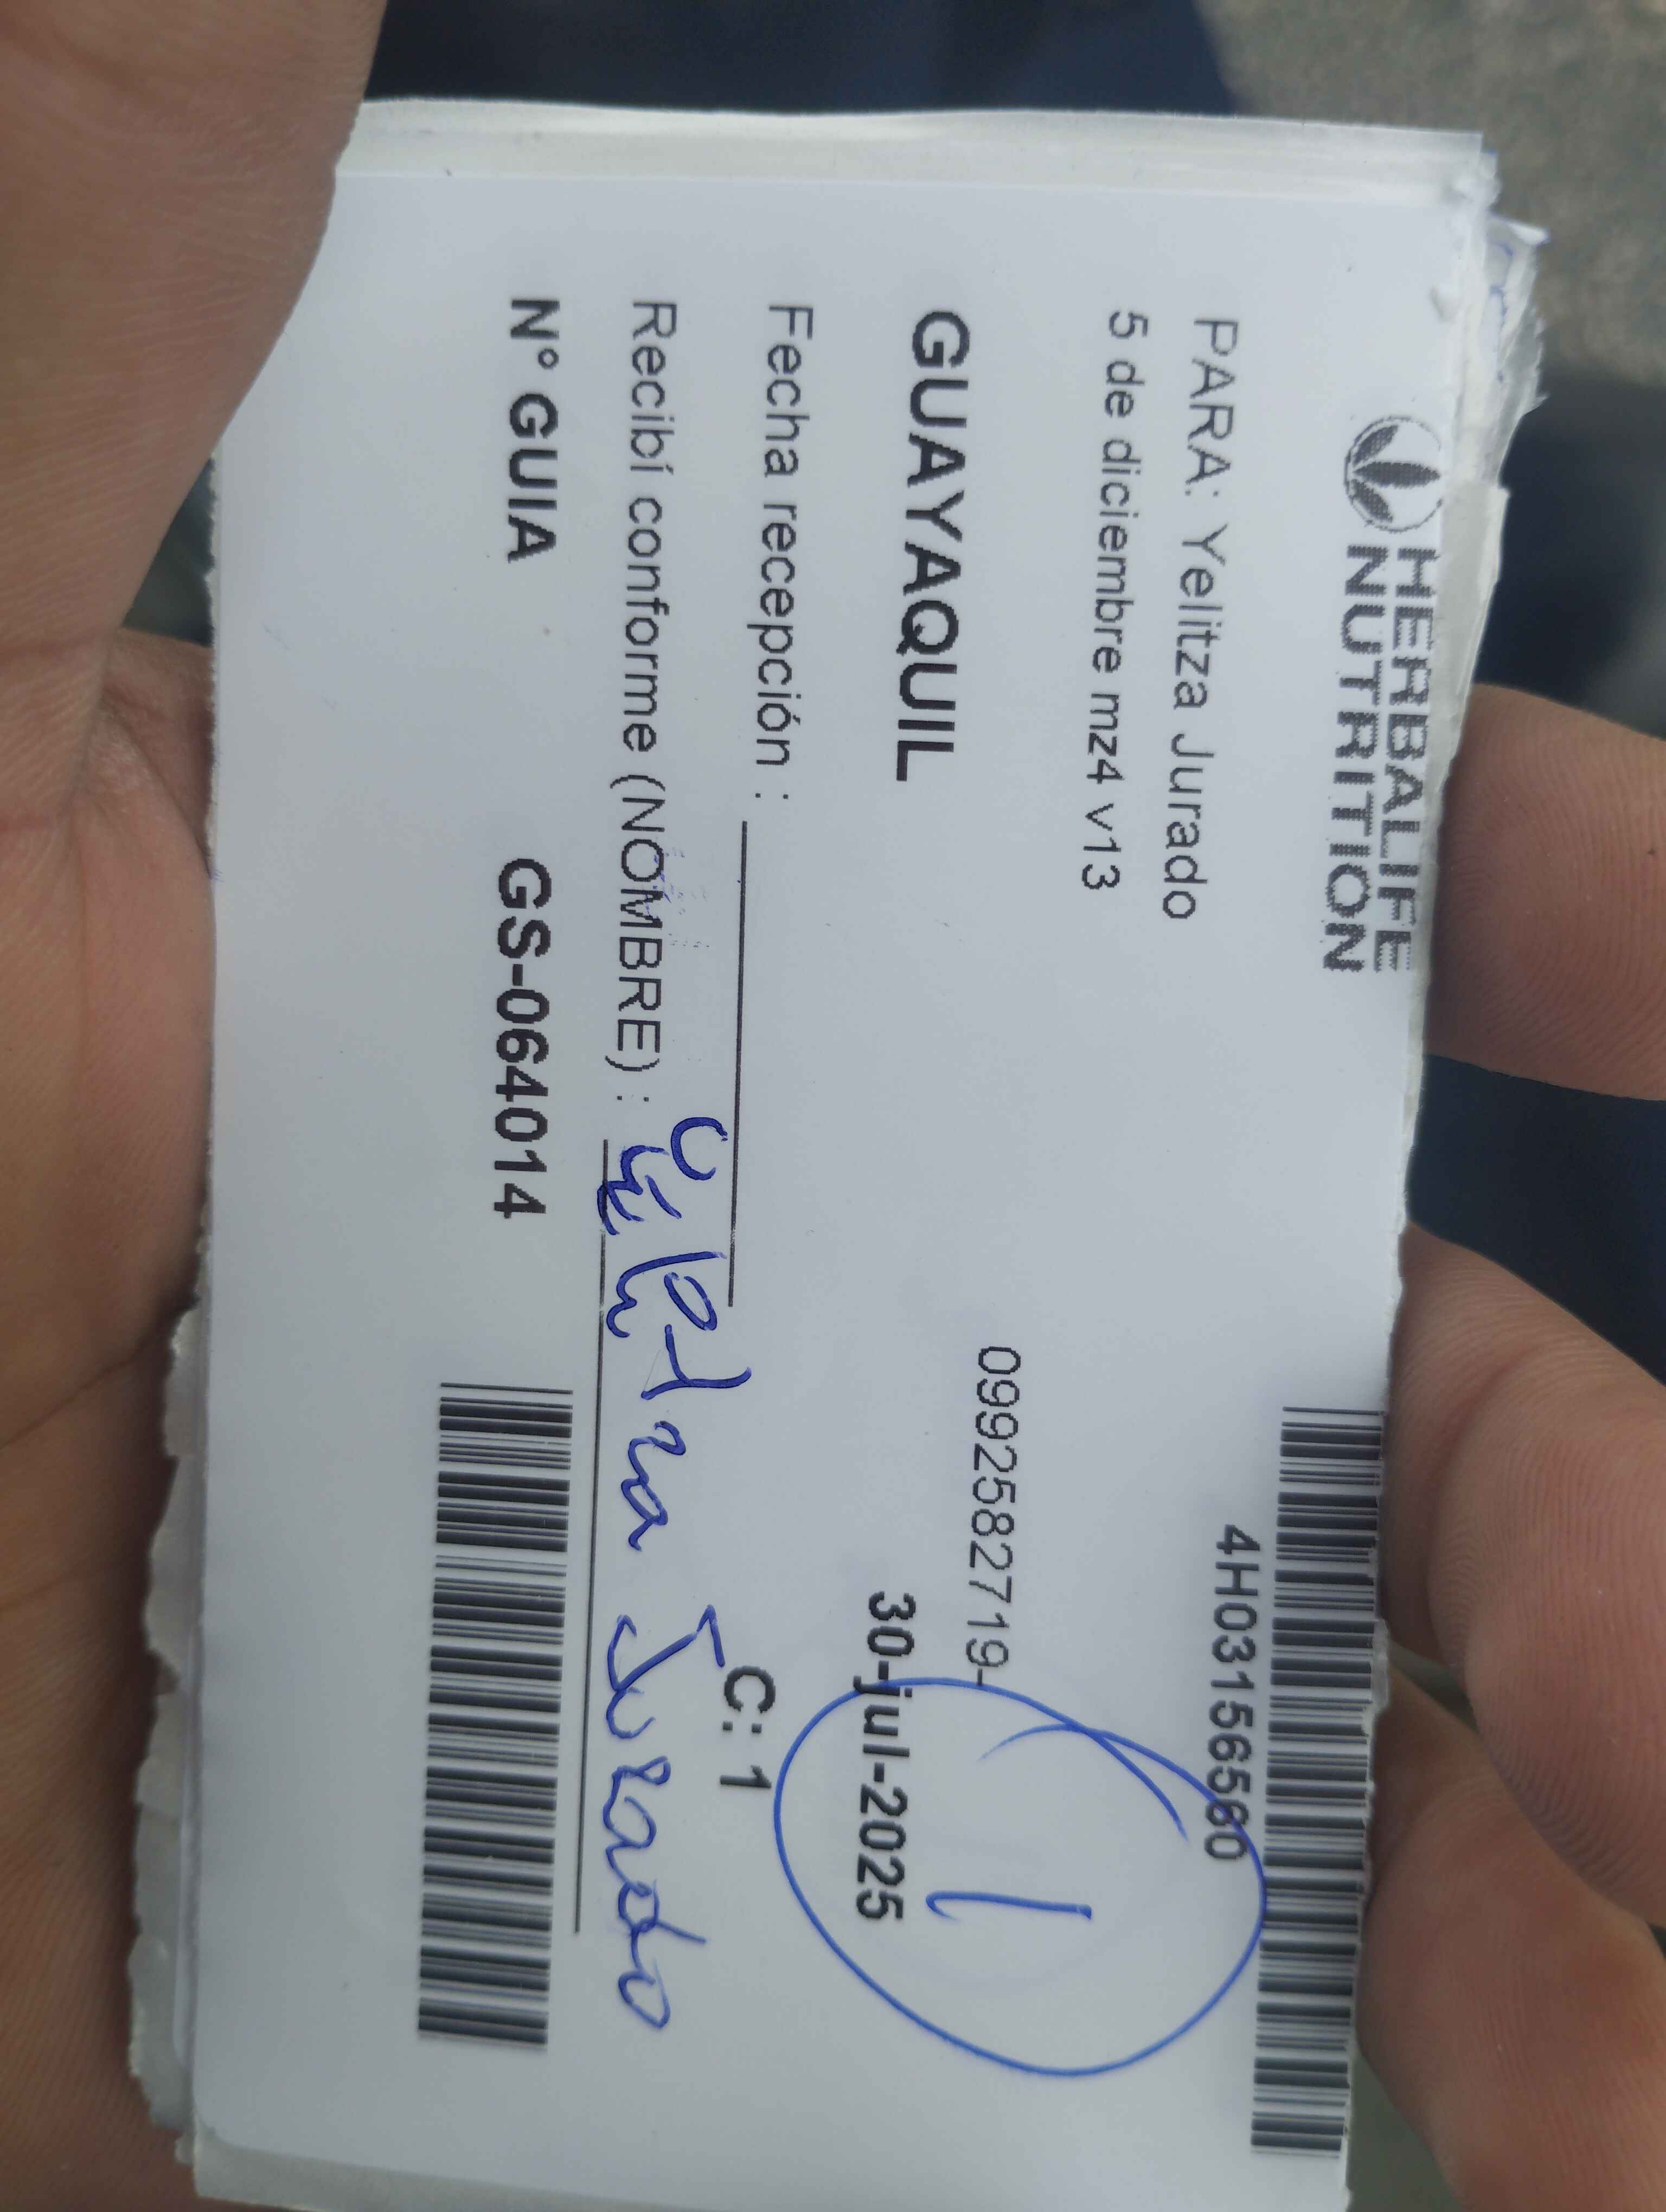 HERBALIFE
NUTRITION
4H03156560
PARA: Yelitza Jurado
5 de diciembre mz4 v13
0992582719-
1
GUAYAQUIL
30-jul-2025
Fecha recepción :
C: 1
Recibí conforme (NOMBRE) : Yelitza Jurado
N° GUIA GS-064014